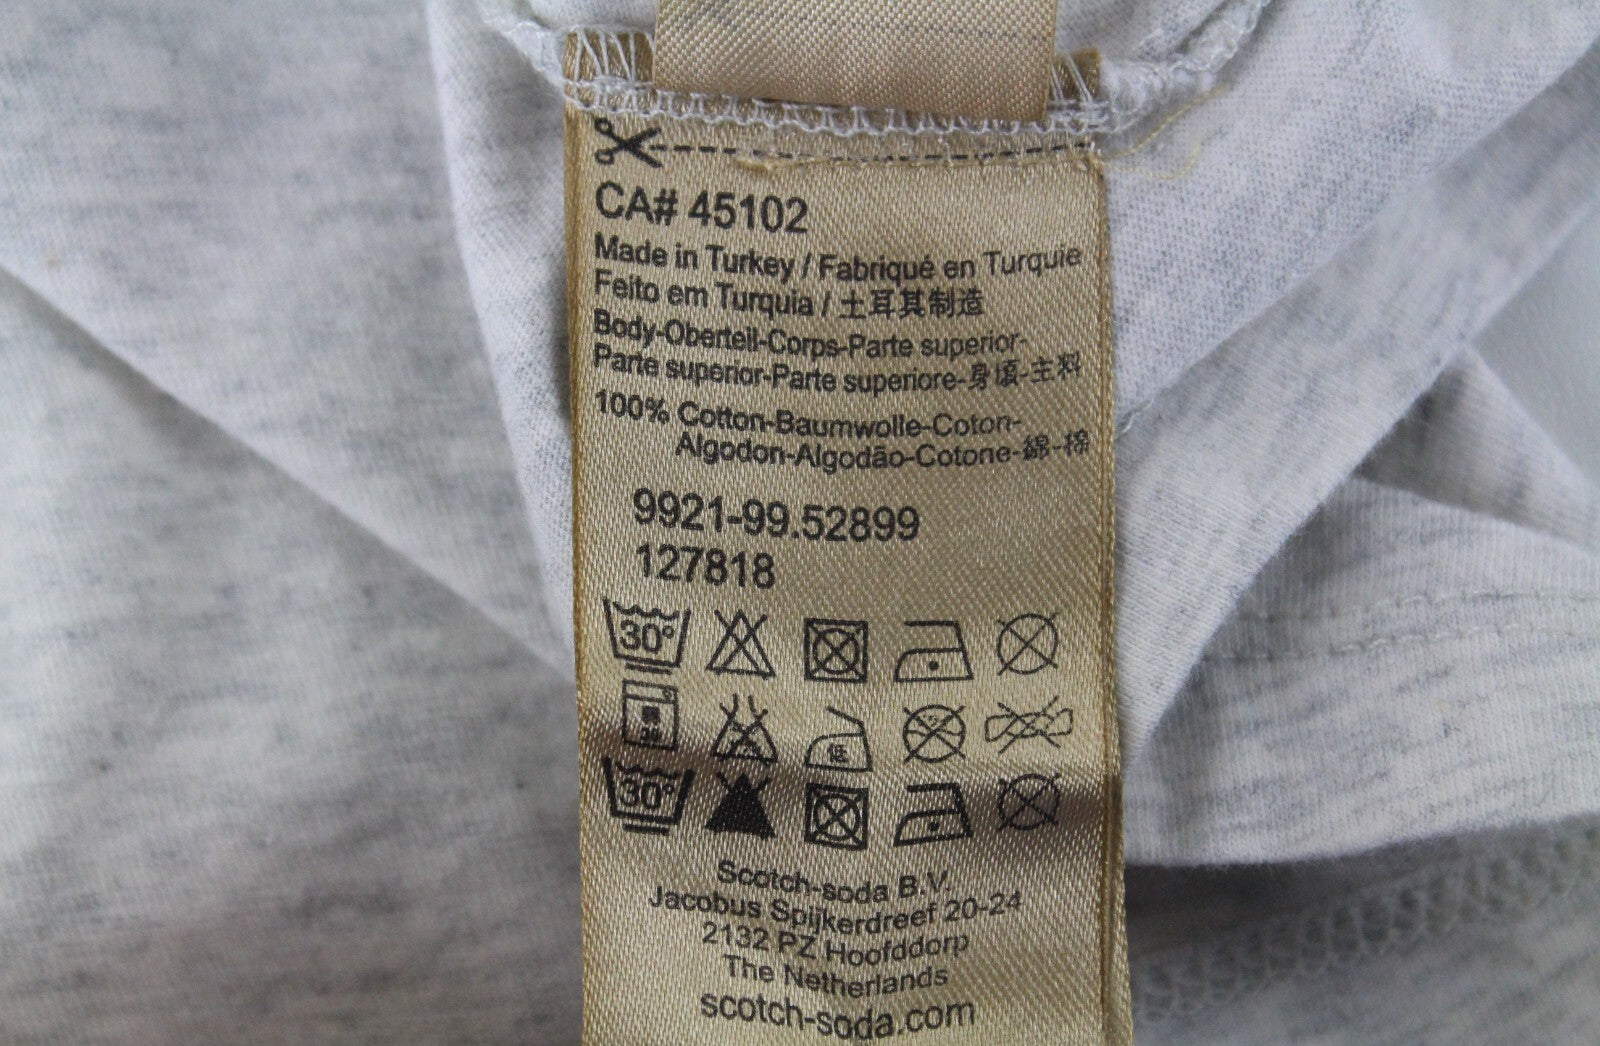 CA# 45102
Made in Turkey / Fabriqué en Turquie
Feito em Turquia / 土耳其制造
Body-Oberteil-Corps-Parte superior-
Parte superior-Parte superiore-身頃-主料
100% Cotton-Baumwolle-Coton-
Algodon-Algodão-Cotone-綿-棉
9921-99.52899
127818
30°
低
30°
Scotch-soda B.V.
Jacobus Spijkerdreef 20-24
2132 PZ Hoofddorp
The Netherlands
scotch-soda.com